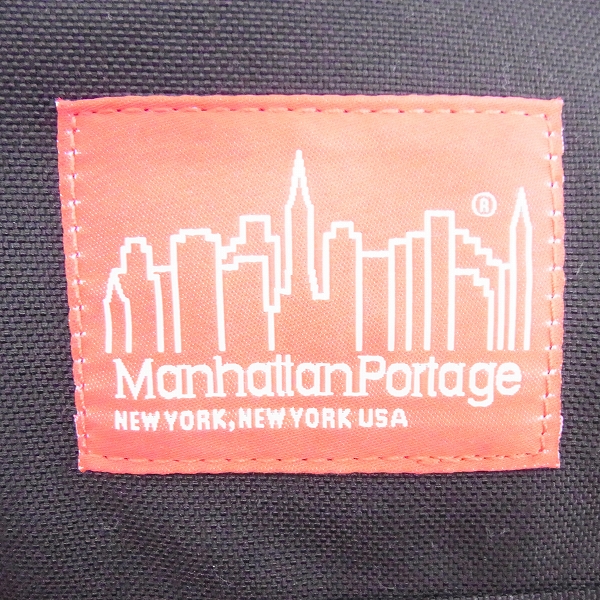 ®
ManhattanPortage
NEW YORK, NEW YORK USA